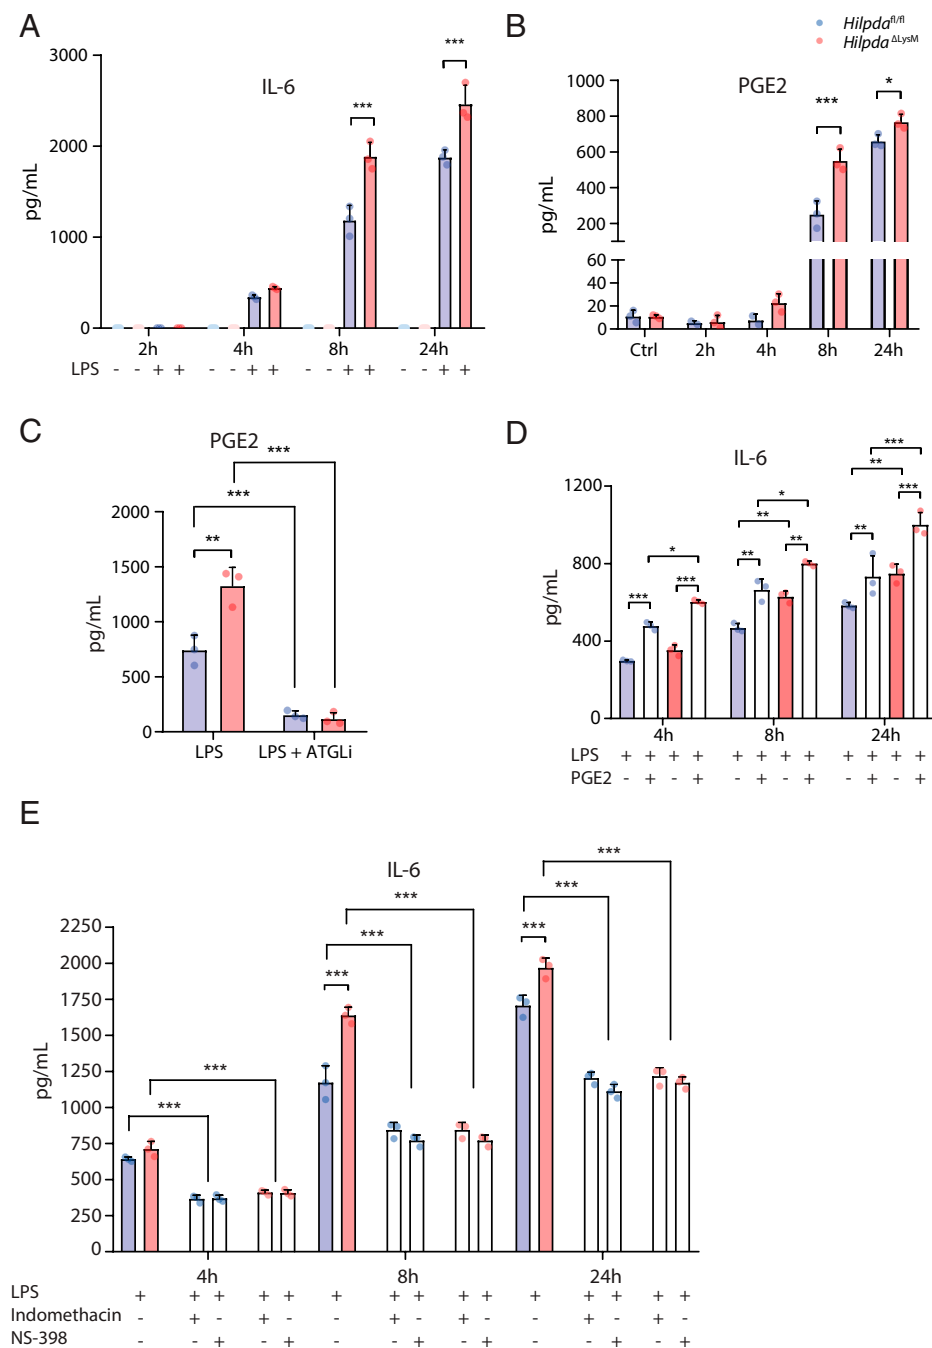 A
IL-6
***
***
3000
2000
1000
0
pg/mL
2h 4h 8h 24h
LPS - - + + - - + + - - + + - - + +
B
Hilpda^fl/fl
Hilpda^ΔLysM
PGE2
***
*
1000
800
600
400
200
60
40
20
0
pg/mL
Ctrl 2h 4h 8h 24h
C
PGE2
***
***
**
2000
1500
1000
500
0
pg/mL
LPS LPS + ATGLi
D
IL-6
***
**
*
**
***
**
*
**
**
***
***
1200
800
400
0
pg/mL
4h 8h 24h
LPS + + + + + + + + + + + +
PGE2 - + - + - + - + - + - +
E
IL-6
***
***
***
***
***
***
***
***
2250
2000
1750
1500
1250
1000
750
500
250
0
pg/mL
4h 8h 24h
LPS + + + + + + + + + + + + + + +
Indomethacin - + - + - - + - + - - + - + -
NS-398 - - + - + - - + - + - - + - +